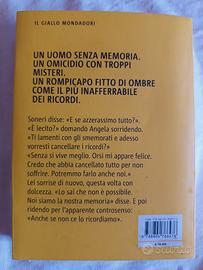 IL GIALLO MONDADORI
UN UOMO SENZA MEMORIA.
UN OMICIDIO CON TROPPI
MISTERI.
UN ROMPICAPO FITTO DI OMBRE
COME IL PIÙ INAFFERRABILE
DEI RICORDI.
Soneri disse: «E se azzerassimo tutto?»
«È lecito?» domandò Angela sorridendo.
«Ti lamenti con gli smemorati e adesso
vorresti cancellare i ricordi?»
«Senza si vive meglio. Orsi mi appare felice.
Credo che abbia cancellato tutto per non
soffrire. Potremmo farlo anche noi.»
Lei sorrise di nuovo, questa volta con
dolcezza. «Lo sai che non è possibile.
Noi siamo la nostra memoria» disse. E poi
ridendo per l'apparente controsenso:
«Anche se non ce lo ricordiamo».